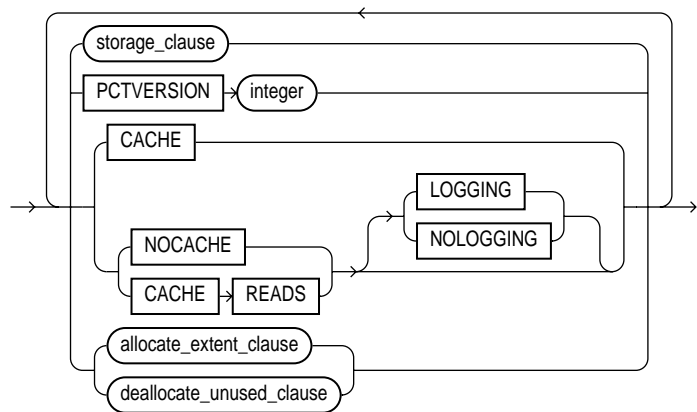 storage_clause
PCTVERSION integer
CACHE
LOGGING
NOLOGGING
NOCACHE
CACHE READS
allocate_extent_clause
deallocate_unused_clause